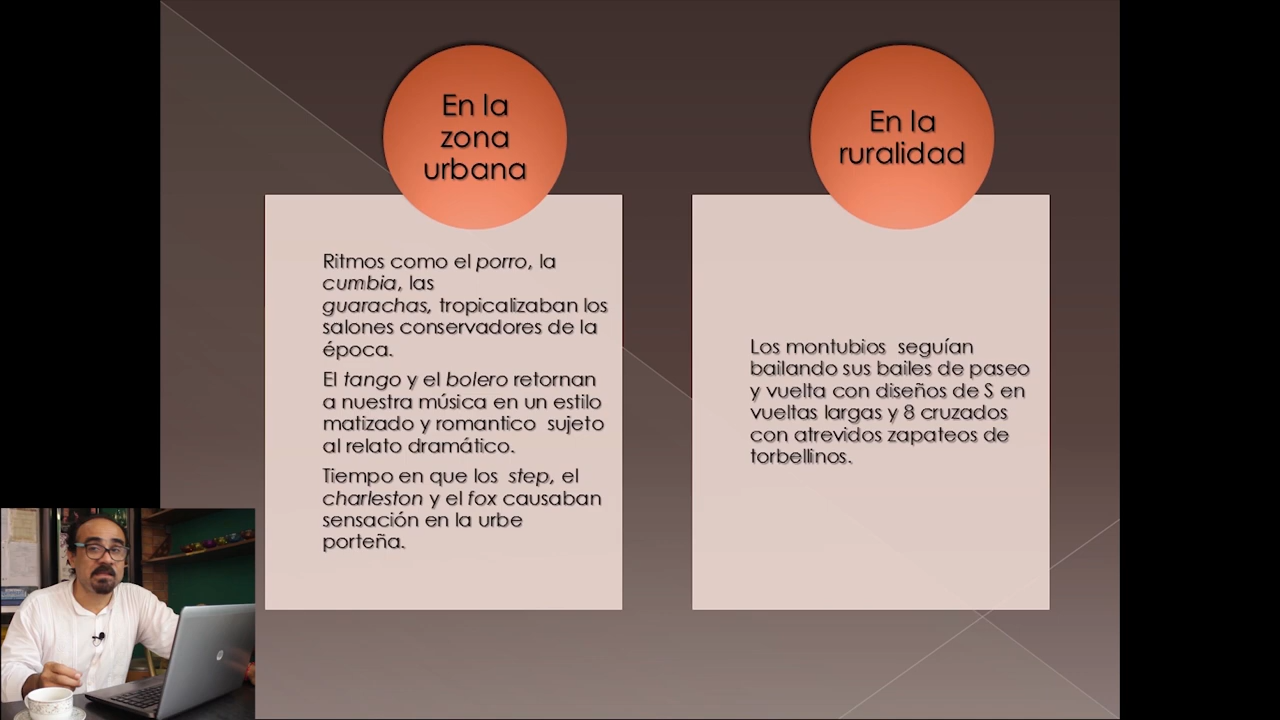 En la
zona
urbana
Ritmos como el porro, la
cumbia, las
guarachas, tropicalizaban los
salones conservadores de la
época.
El tango y el bolero retornan
a nuestra música en un estilo
matizado y romantico sujeto
al relato dramático.
Tiempo en que los step, el
charleston y el fox causaban
sensación en la urbe
porteña.
En la
ruralidad
Los montubios seguían
bailando sus bailes de paseo
y vuelta con diseños de S en
vueltas largas y 8 cruzados
con atrevidos zapateos de
torbellinos.
hp